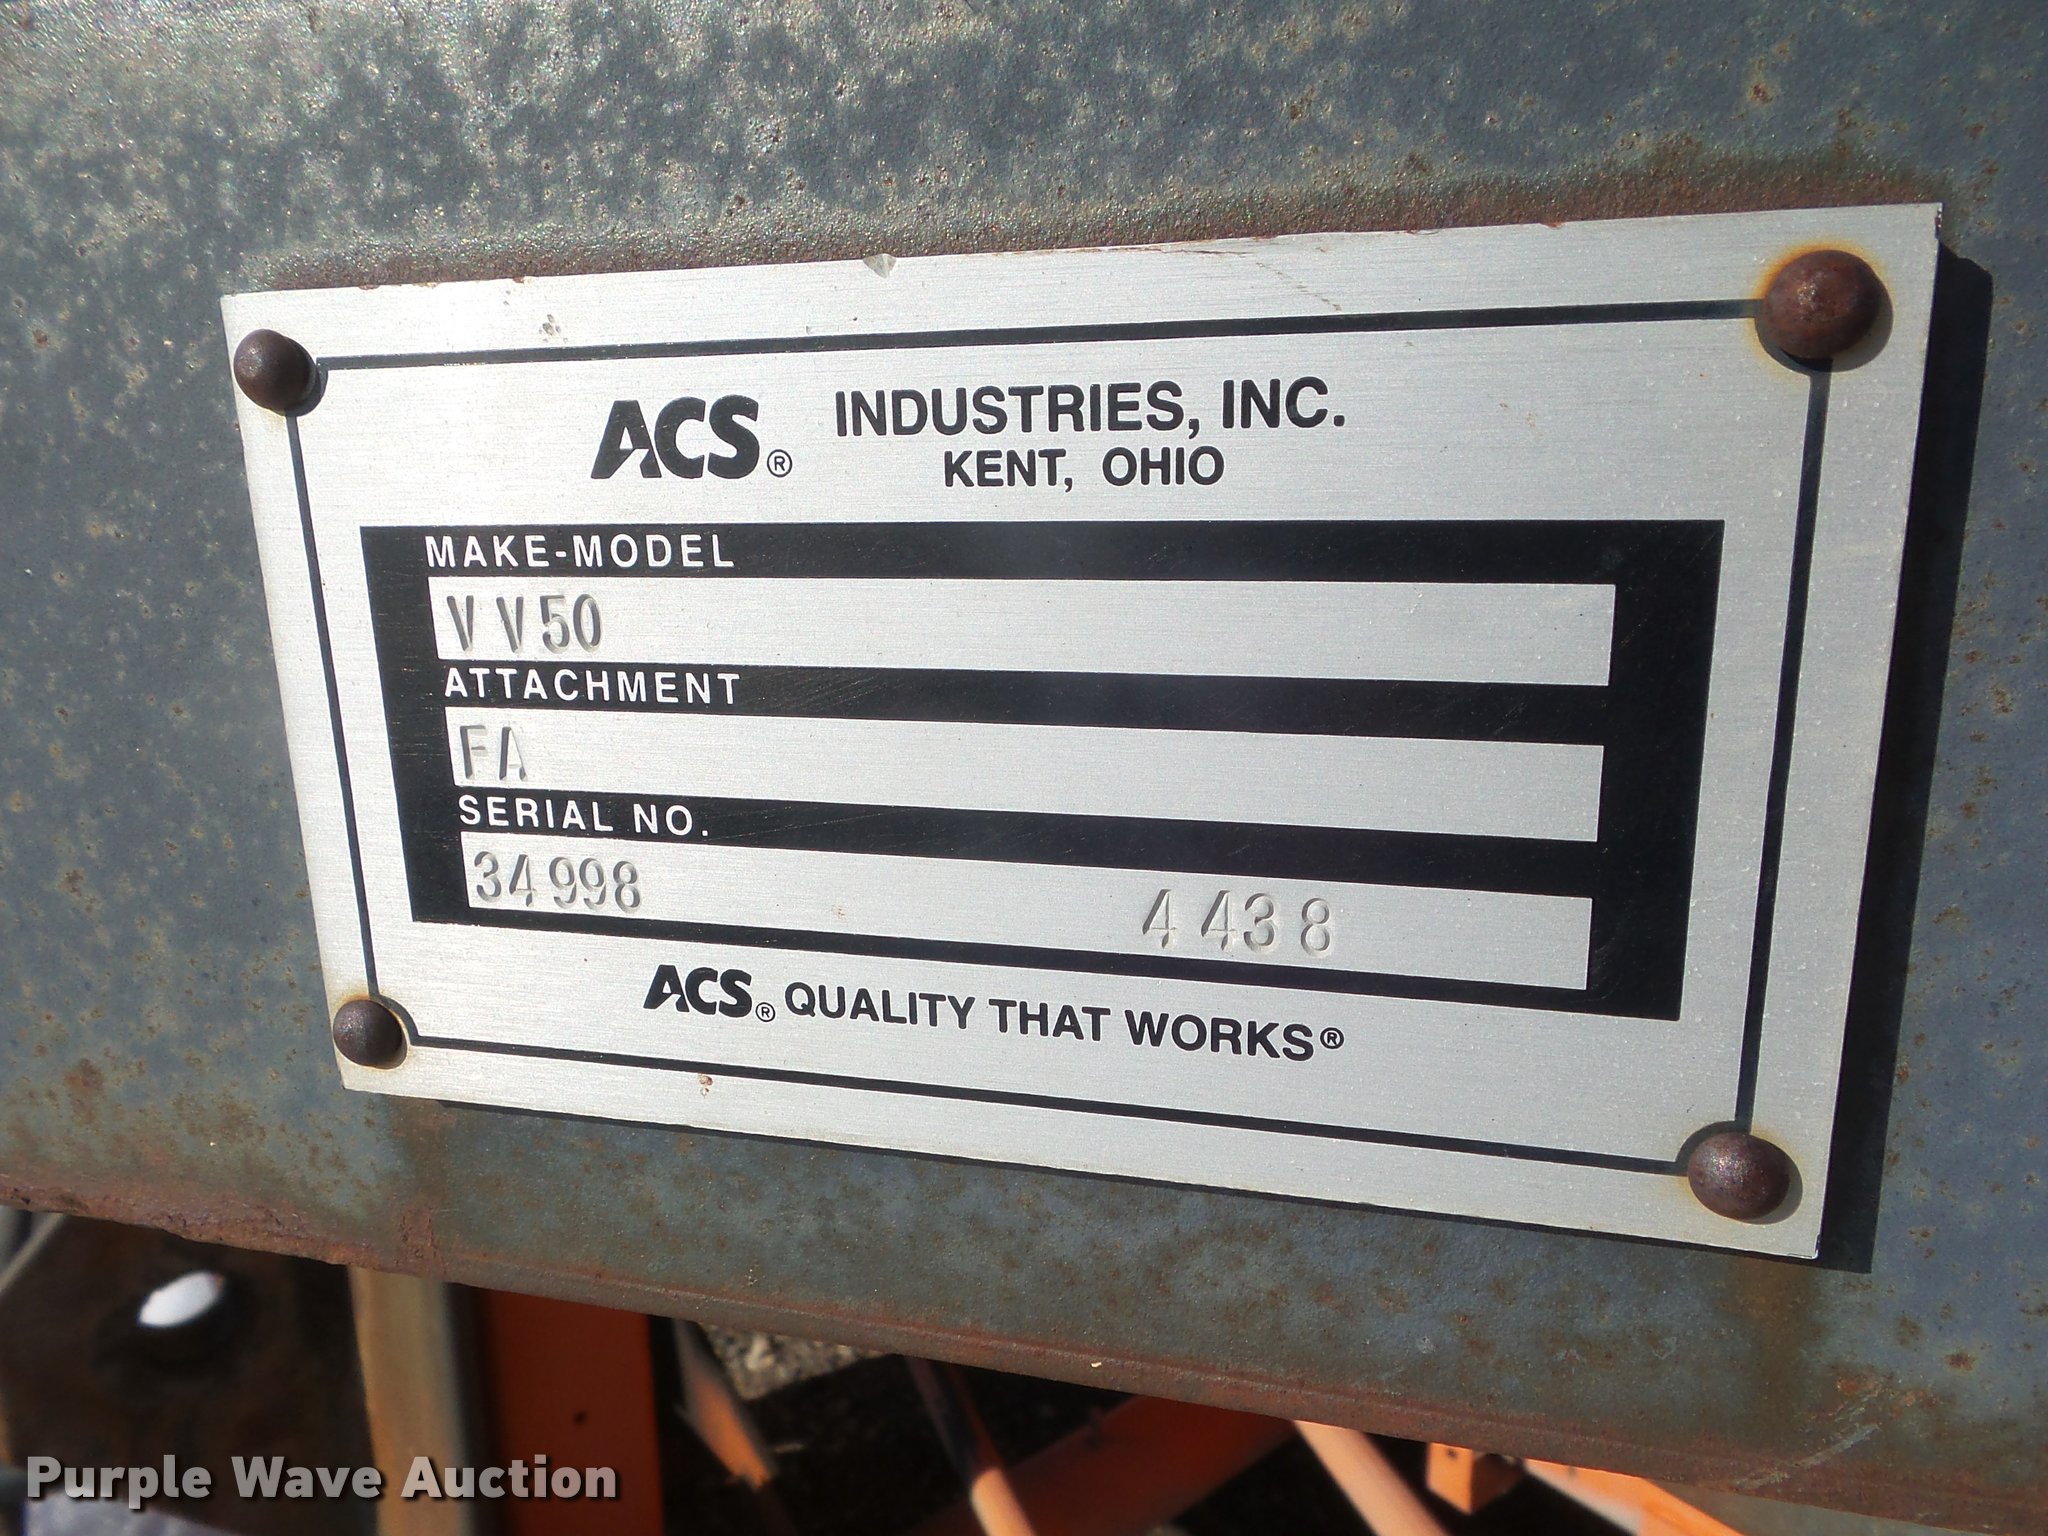 ACS® INDUSTRIES, INC.
KENT, OHIO
MAKE-MODEL
VV50
ATTACHMENT
FA
SERIAL NO.
34998 4438
ACS® QUALITY THAT WORKS®
Purple Wave Auction